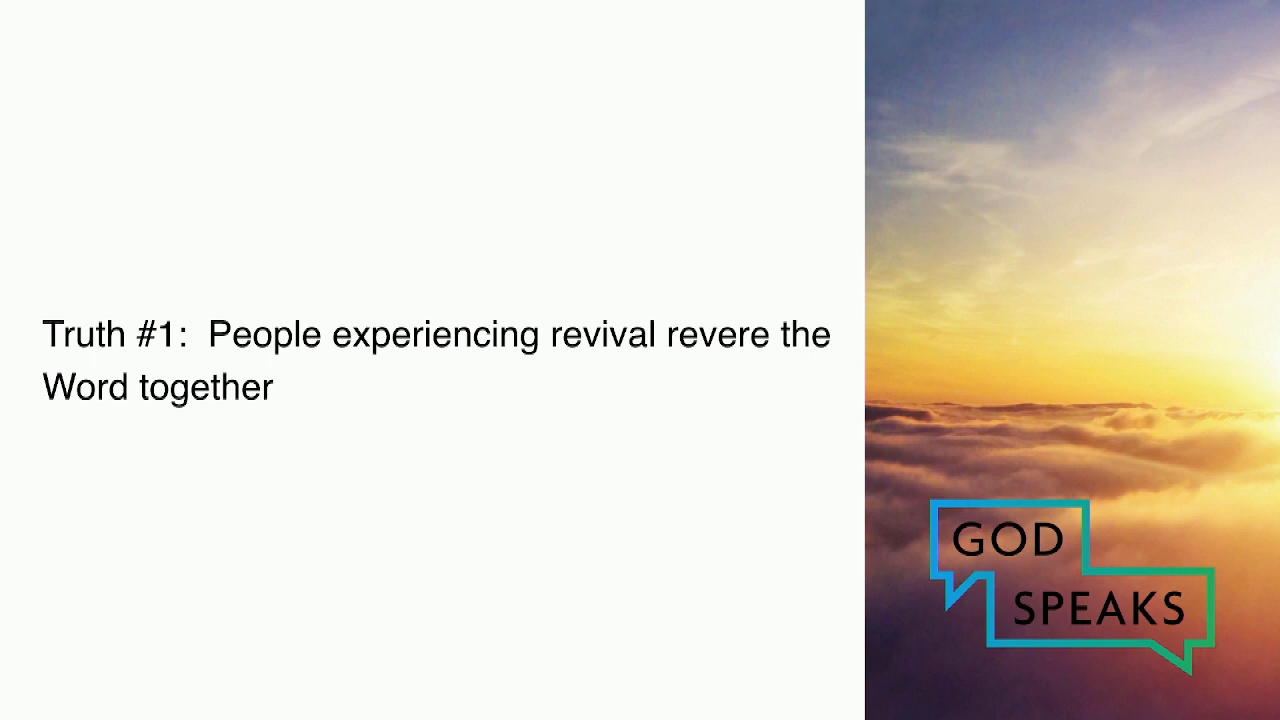 Truth #1:  People experiencing revival revere the
Word together
GOD
SPEAKS